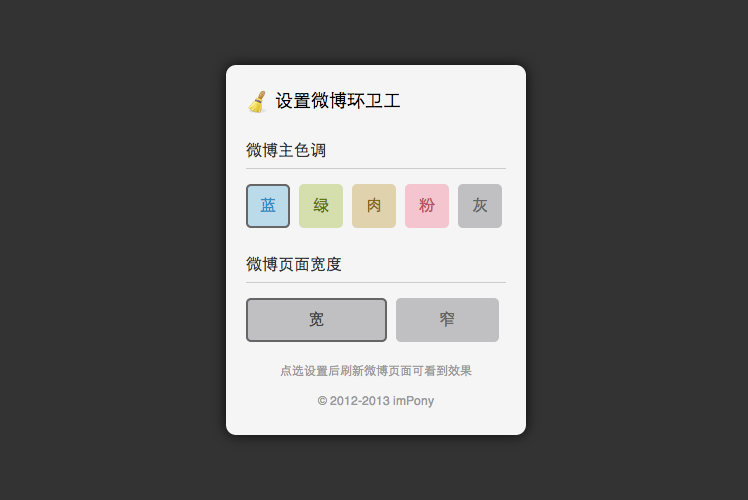 设置微博环卫工
微博主色调
蓝 绿 肉 粉 灰
微博页面宽度
宽 窄
点选设置后刷新微博页面可看到效果
© 2012-2013 imPony